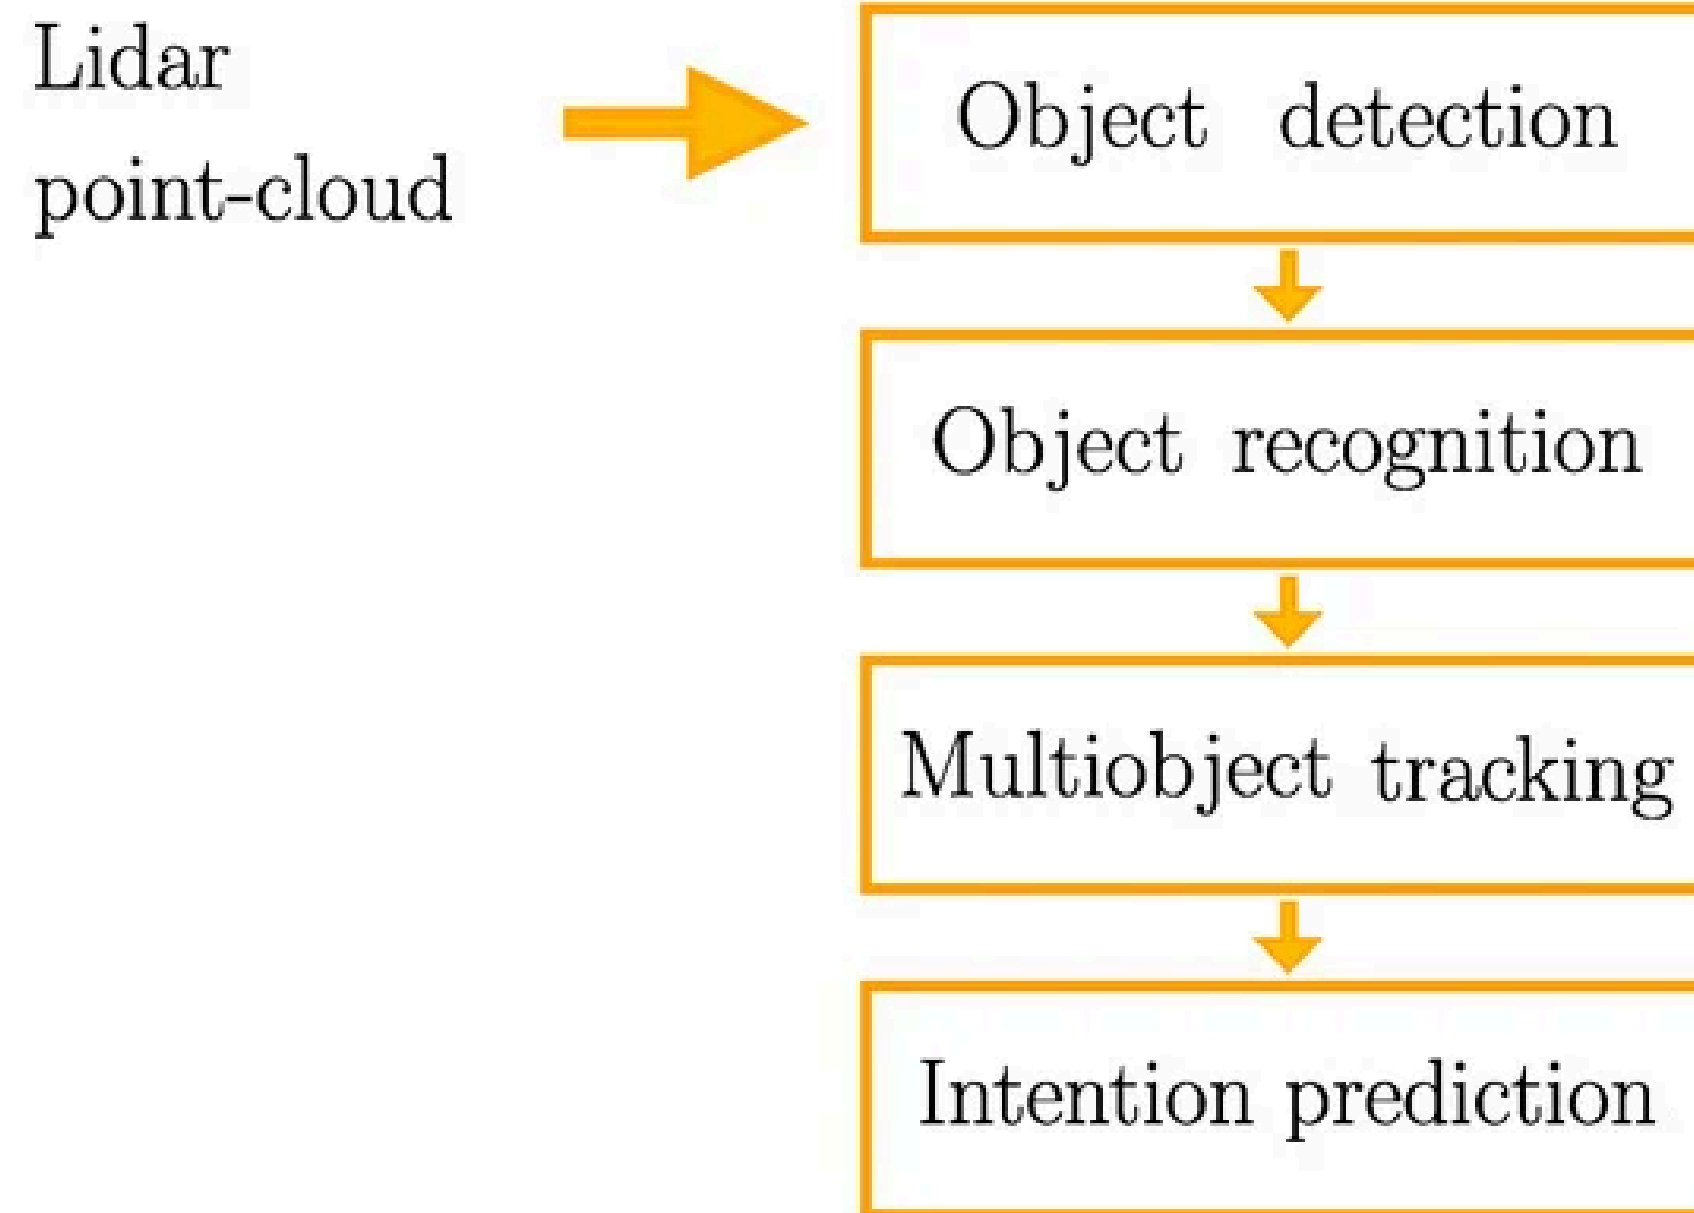 Lidar
point-cloud
Object detection
Object recognition
Multiobject tracking
Intention prediction